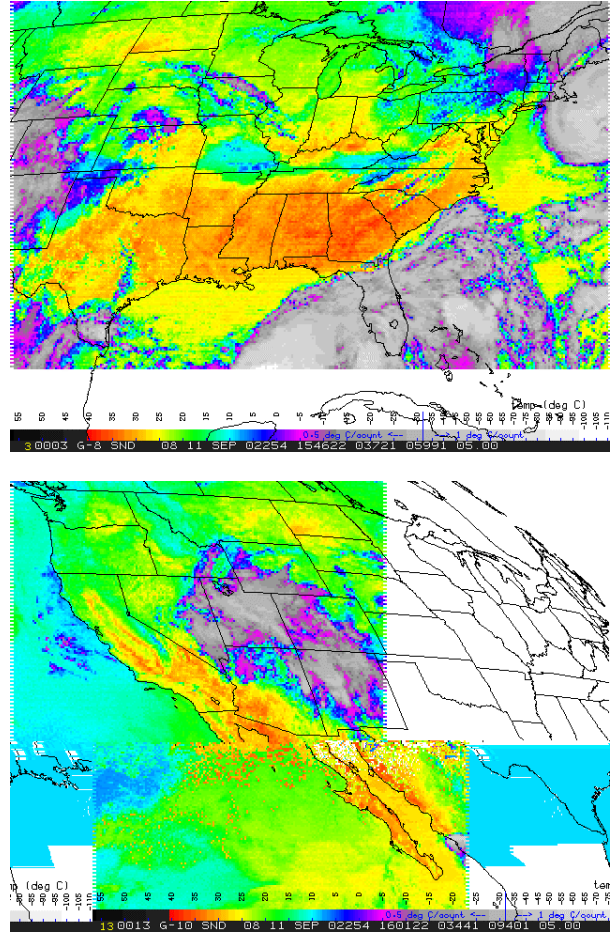 temp (deg C)
55 50 45 40 35 30 25 20 15 10 5 0 -5 -10 -15 -20 -25 -30 -35 -40 -45 -50 -55 -60 -65 -70 -75 -80 -85 -90 -95 -100 -110
0.5 deg C/count <-- --> 1 deg C/count
3 0003 G-8 SND 08 11 SEP 02254 154622 03721 05991 05.00
mp (deg C)
tem
55 50 45 40 35 30 25 20 15 10 5 0 -5 -10 -15 -20
0.5 deg C/count <-- --> 1 deg C/count
13 0013 G-10 SND 08 11 SEP 02254 160122 03441 09401 05.00